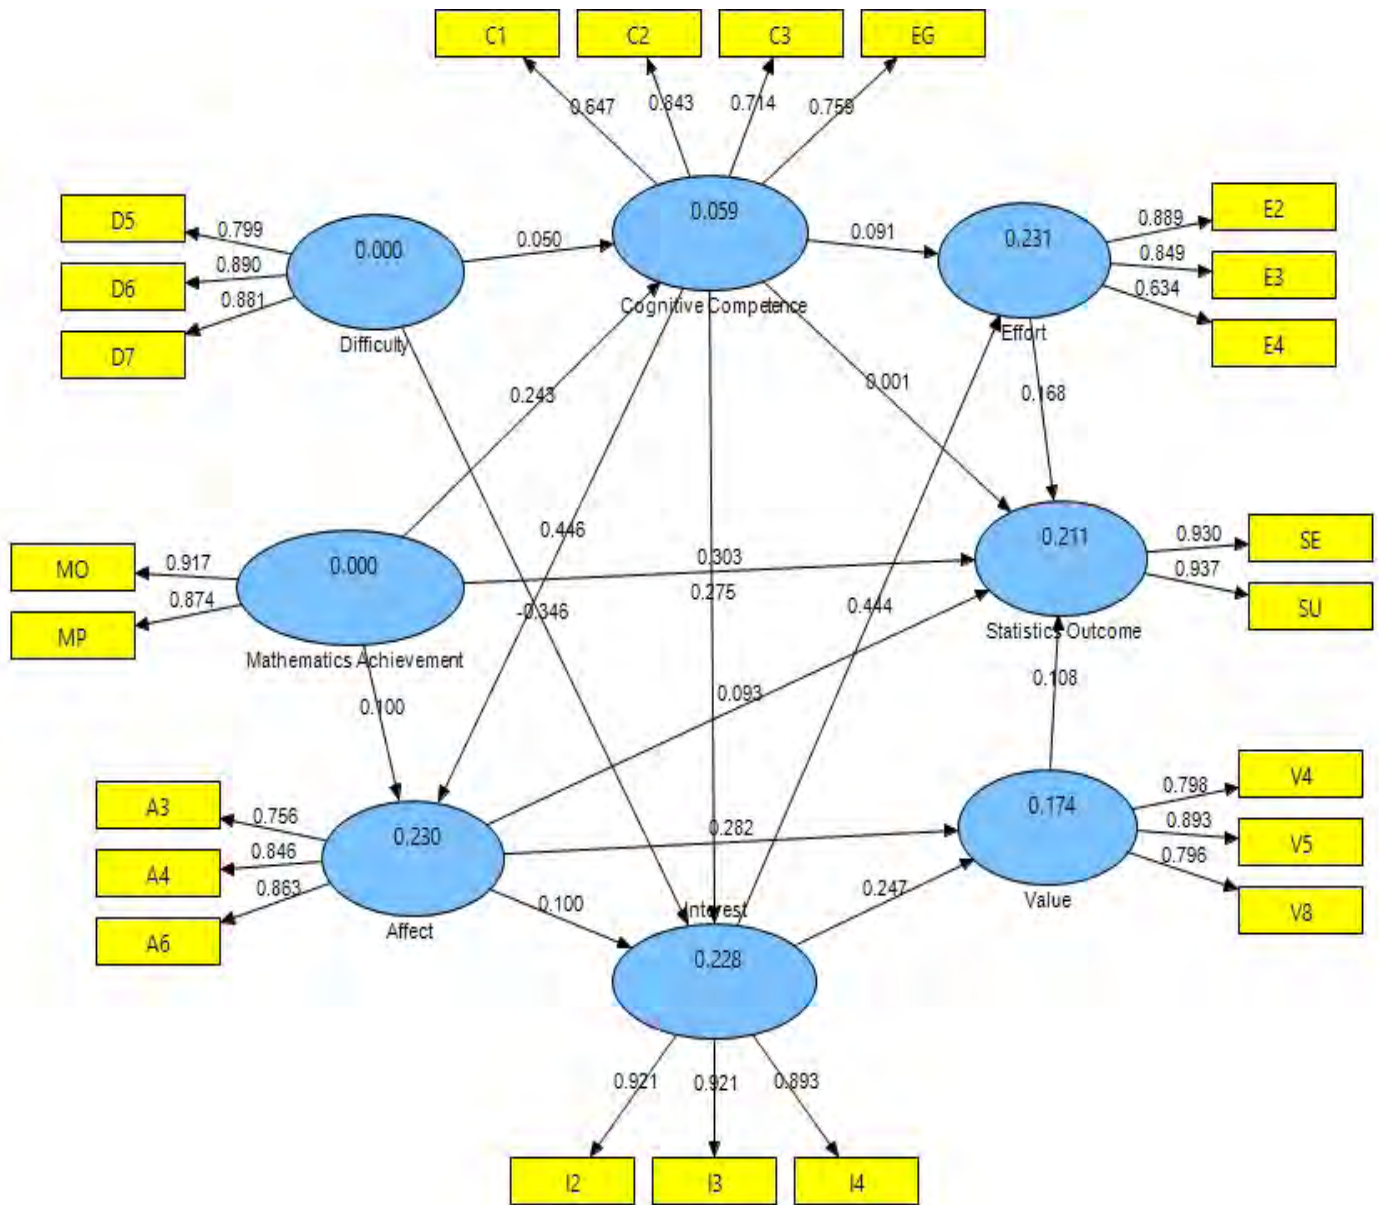 C1
C2
C3
EG
0.647
0.843
0.714
0.759
D5
D6
D7
0.799
0.890
0.881
0.000
Difficulty
0.050
0.059
Cognitive Competence
0.091
0.231
Effort
0.889
0.849
0.634
E2
E3
E4
0.243
0.001
0.168
0.446
-0.346
0.303
0.275
0.444
MO
MP
0.917
0.874
0.000
Mathematics Achievement
0.211
Statistics Outcome
0.930
0.937
SE
SU
0.100
0.093
0.108
A3
A4
A6
0.756
0.846
0.863
0.230
Affect
0.282
0.100
Interest
0.228
0.247
0.174
Value
0.798
0.893
0.796
V4
V5
V8
0.921
0.921
0.893
I2
I3
I4